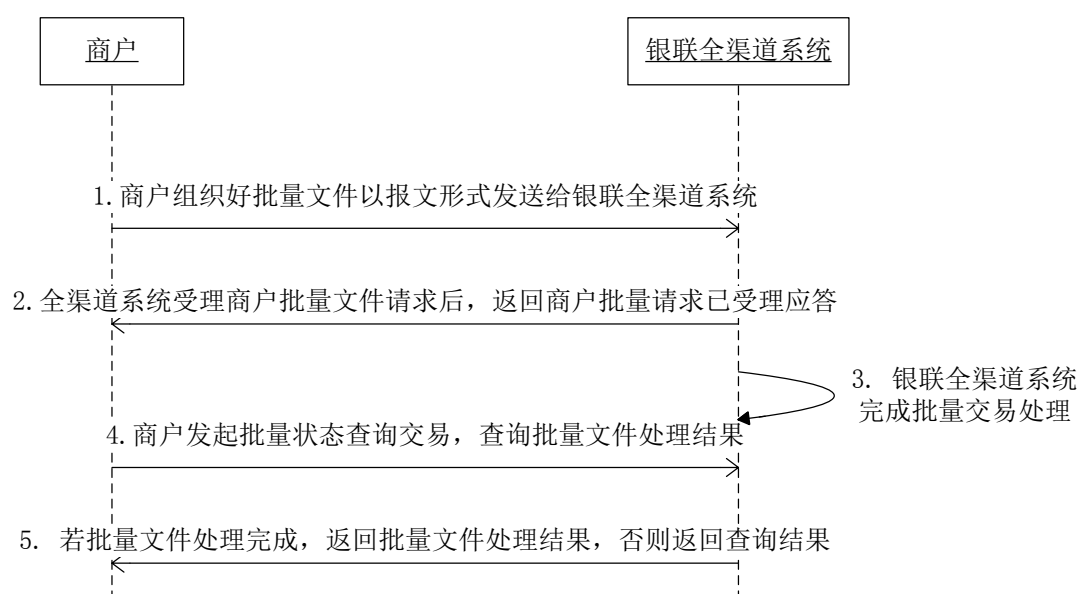 商户
银联全渠道系统
1.商户组织好批量文件以报文形式发送给银联全渠道系统
2.全渠道系统受理商户批量文件请求后，返回商户批量请求已受理应答
3. 银联全渠道系统
完成批量交易处理
4.商户发起批量状态查询交易，查询批量文件处理结果
5. 若批量文件处理完成，返回批量文件处理结果，否则返回查询结果